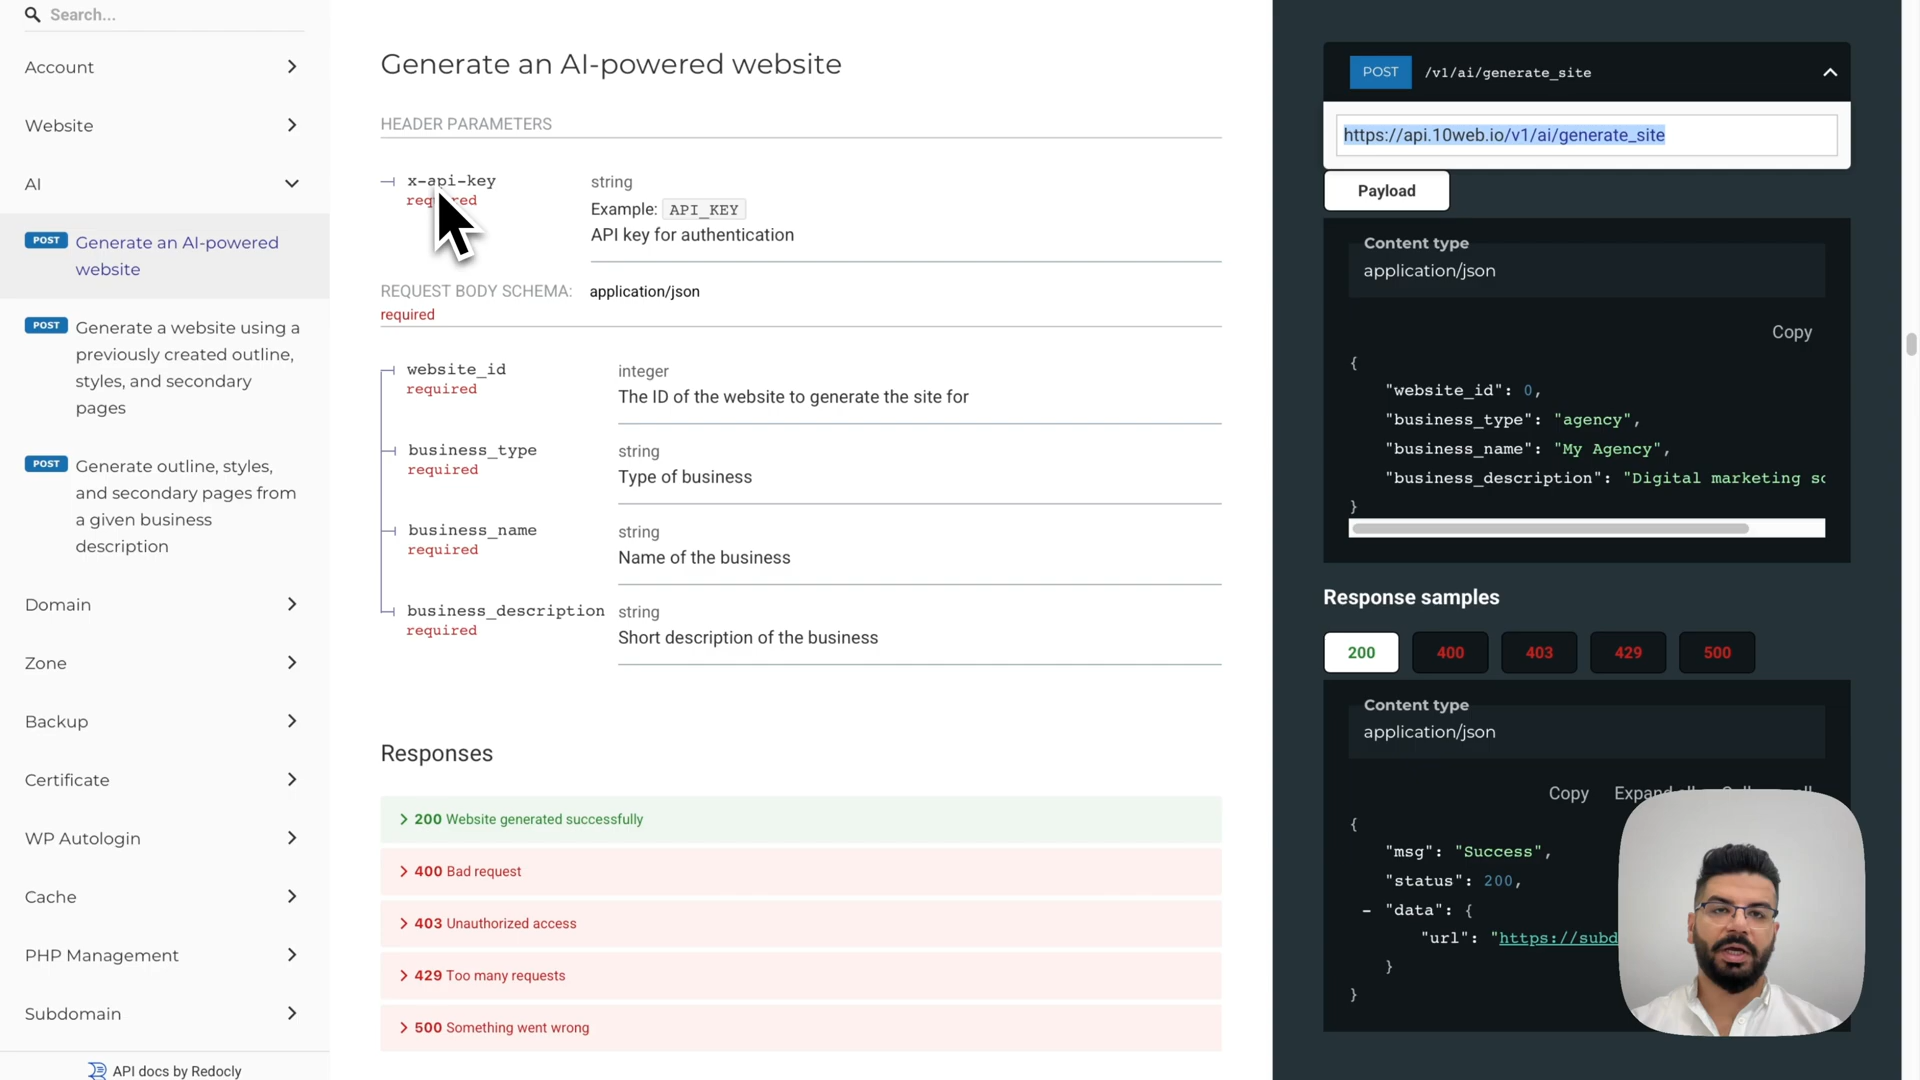 Search...
Account
Website
AI
POST Generate an AI-powered
website
POST Generate a website using a
previously created outline,
styles, and secondary
pages
POST Generate outline, styles,
and secondary pages from
a given business
description
Domain
Zone
Backup
Certificate
WP Autologin
Cache
PHP Management
Subdomain
API docs by Redocly
Generate an AI-powered website
HEADER PARAMETERS
x-api-key
required
string
Example: API_KEY
API key for authentication
REQUEST BODY SCHEMA: application/json
required
website_id
required
integer
The ID of the website to generate the site for
business_type
required
string
Type of business
business_name
required
string
Name of the business
business_description
required
string
Short description of the business
Responses
200 Website generated successfully
400 Bad request
403 Unauthorized access
429 Too many requests
500 Something went wrong
POST /v1/ai/generate_site
https://api.10web.io/v1/ai/generate_site
Payload
Content type
application/json
Copy
{
"website_id": 0,
"business_type": "agency",
"business_name": "My Agency",
"business_description": "Digital marketing sc
}
Response samples
200 400 403 429 500
Content type
application/json
Copy
{
"msg": "Success",
"status": 200,
- "data": {
"url": "https://subd
}
}